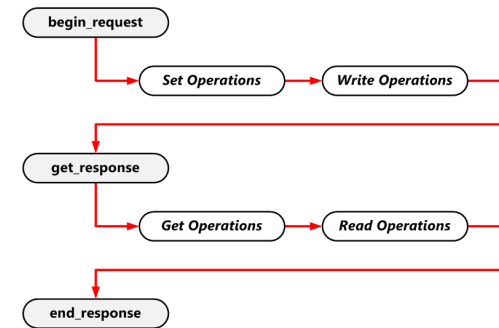 begin_request
Set Operations
Write Operations
get_response
Get Operations
Read Operations
end_response